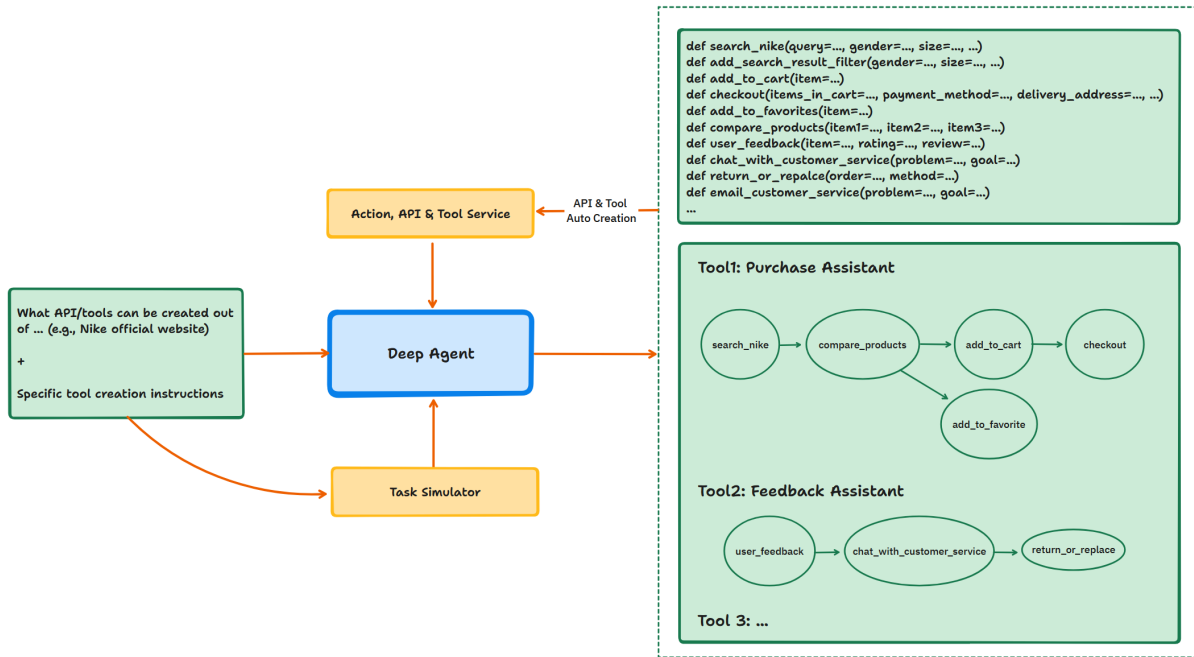 What API/tools can be created out
of ... (e.g., Nike official website)
+
Specific tool creation instructions
Action, API & Tool Service
Deep Agent
Task Simulator
API & Tool
Auto Creation
def search_nike(query=..., gender=..., size=..., ...)
def add_search_result_filter(gender=..., size=..., ...)
def add_to_cart(item=...)
def checkout(items_in_cart=..., payment_method=..., delivery_address=..., ...)
def add_to_favorites(item=...)
def compare_products(item1=..., item2=..., item3=...)
def user_feedback(item=..., rating=..., review=...)
def chat_with_customer_service(problem=..., goal=...)
def return_or_repalce(order=..., method=...)
def email_customer_service(problem=..., goal=...)
...
Tool1: Purchase Assistant
search_nike
compare_products
add_to_cart
checkout
add_to_favorite
Tool2: Feedback Assistant
user_feedback
chat_with_customer_service
return_or_replace
Tool 3: ...